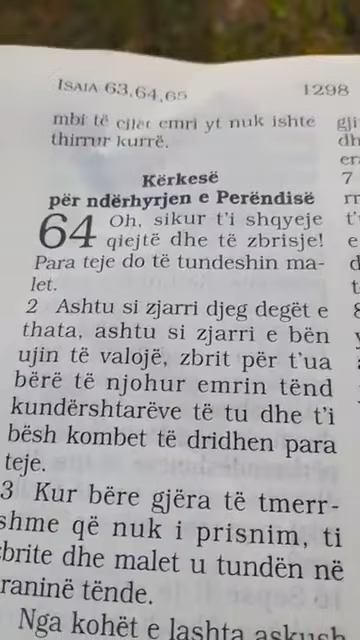 ISAIA 63,64,65
1298
mbi të cilët emri yt nuk ishte
thirrur kurrë.
Kërkesë
për ndërhyrjen e Perëndisë
64 Oh, sikur t'i shqyeje
qiejtë dhe të zbrisje!
Para teje do të tundeshin ma-
let.
2 Ashtu si zjarri djeg degët e
thata, ashtu si zjarri e bën
ujin të valojë, zbrit për t'ua
bërë të njohur emrin tënd
kundërshtarëve të tu dhe t'i
bësh kombet të dridhen para
teje.
3 Kur bëre gjëra të tmerr-
shme që nuk i prisnim, ti
zbrite dhe malet u tundën në
praninë tënde.
Nga kohët e lashta askush